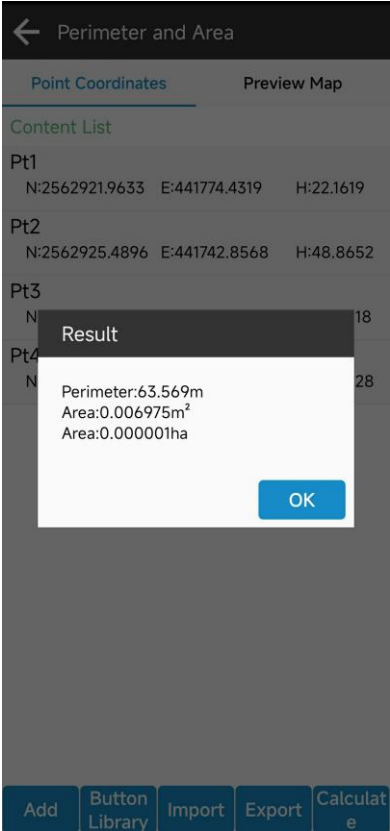 Perimeter and Area
Point Coordinates Preview Map
Content List
Pt1
N:2562921.9633 E:441774.4319 H:22.1619
Pt2
N:2562925.4896 E:441742.8568 H:48.8652
Pt3
N 18
Result
Pt4
N 28
Perimeter:63.569m
Area:0.006975m²
Area:0.000001ha
OK
Add Button Library Import Export Calculat
e